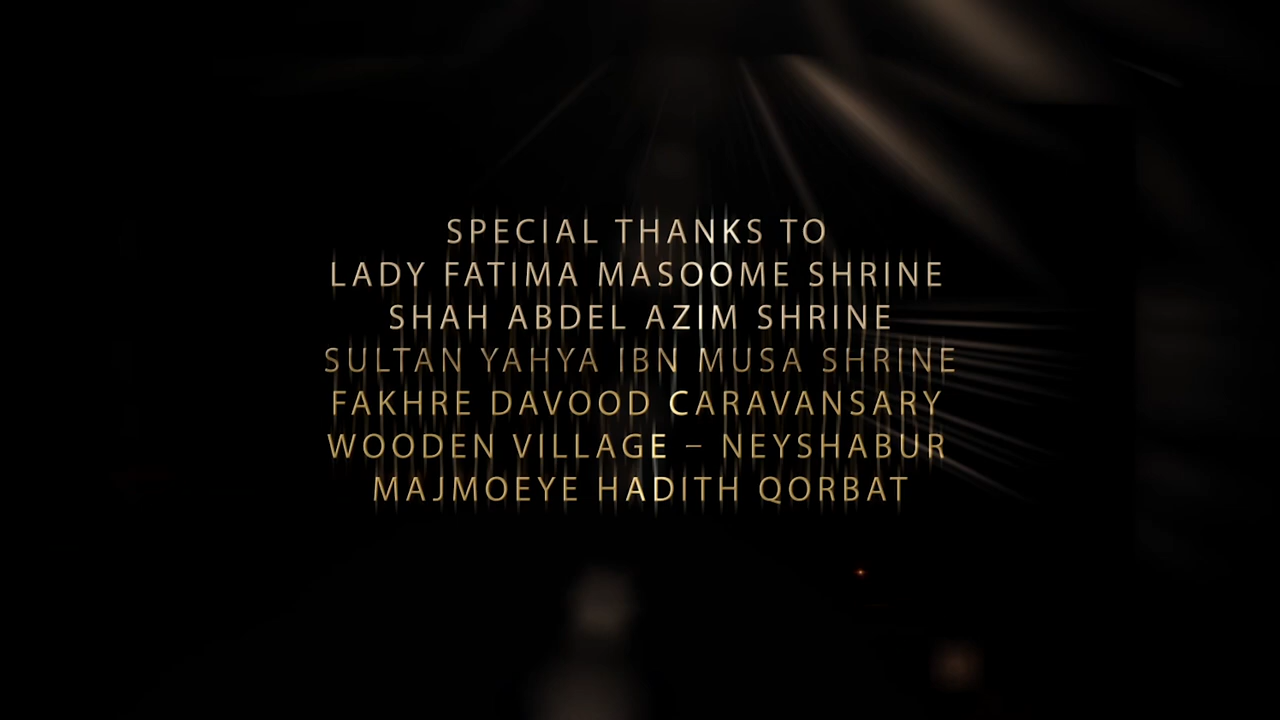 SPECIAL THANKS TO
LADY FATIMA MASOOME SHRINE
SHAH ABDEL AZIM SHRINE
SULTAN YAHYA IBN MUSA SHRINE
FAKHRE DAVOOD CARAVANSARY
WOODEN VILLAGE – NEYSHABUR
MAJMOEYE HADITH QORBAT